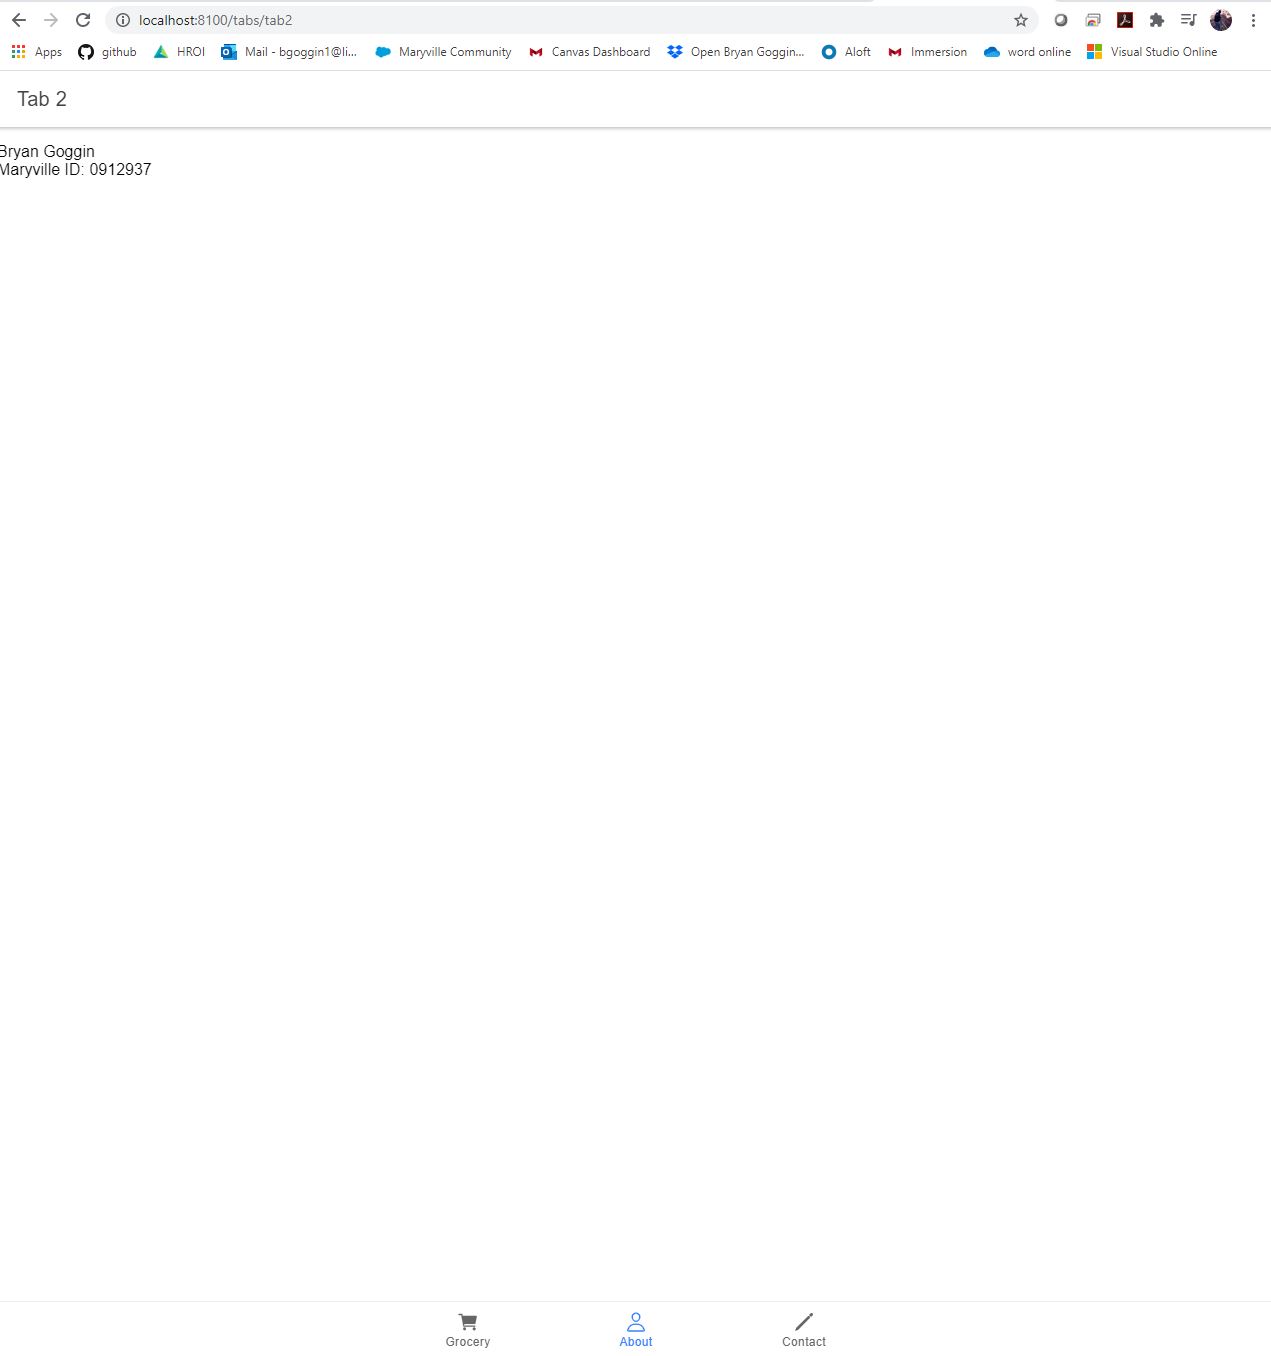 localhost:8100/tabs/tab2
Apps github HROI Mail - bgoggin1@li... Maryville Community Canvas Dashboard Open Bryan Goggin... Aloft Immersion word online Visual Studio Online
Tab 2
Bryan Goggin
Maryville ID: 0912937
Grocery About Contact